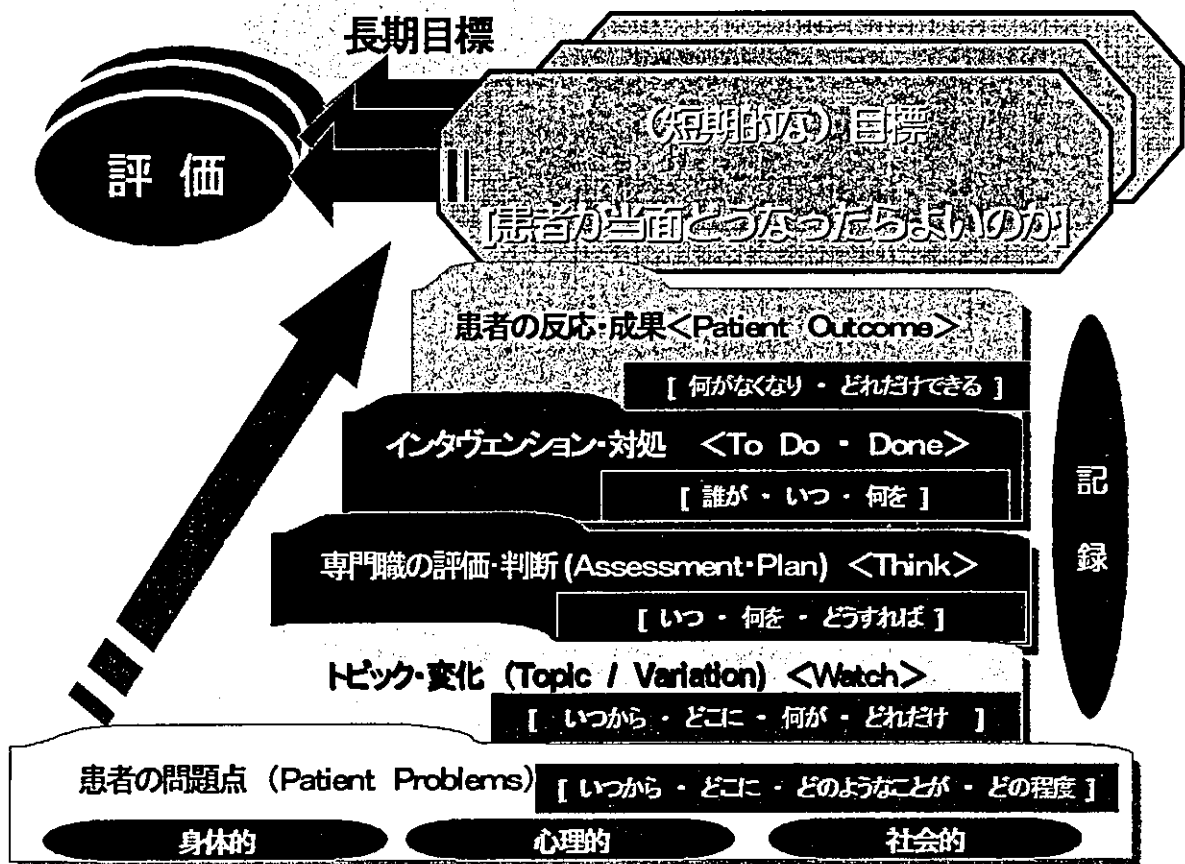 長期目標
評 価
(短期的な) 目標
[患者が当面どうなったらよいのか]
患者の反応・成果<Patient Outcome>
[ 何がなくなり ・ どれだけできる ]
インタヴェンション・対処 <To Do ・ Done>
[ 誰が ・ いつ ・ 何を ]
専門職の評価・判断 (Assessment・Plan) <Think>
[ いつ ・ 何を ・ どうすれば ]
トピック・変化 (Topic / Variation) <Watch>
[ いつから ・ どこに ・ 何が ・ どれだけ ]
記録
患者の問題点 (Patient Problems)
[ いつから ・ どこに ・ どのようなことが ・ どの程度 ]
身体的
心理的
社会的